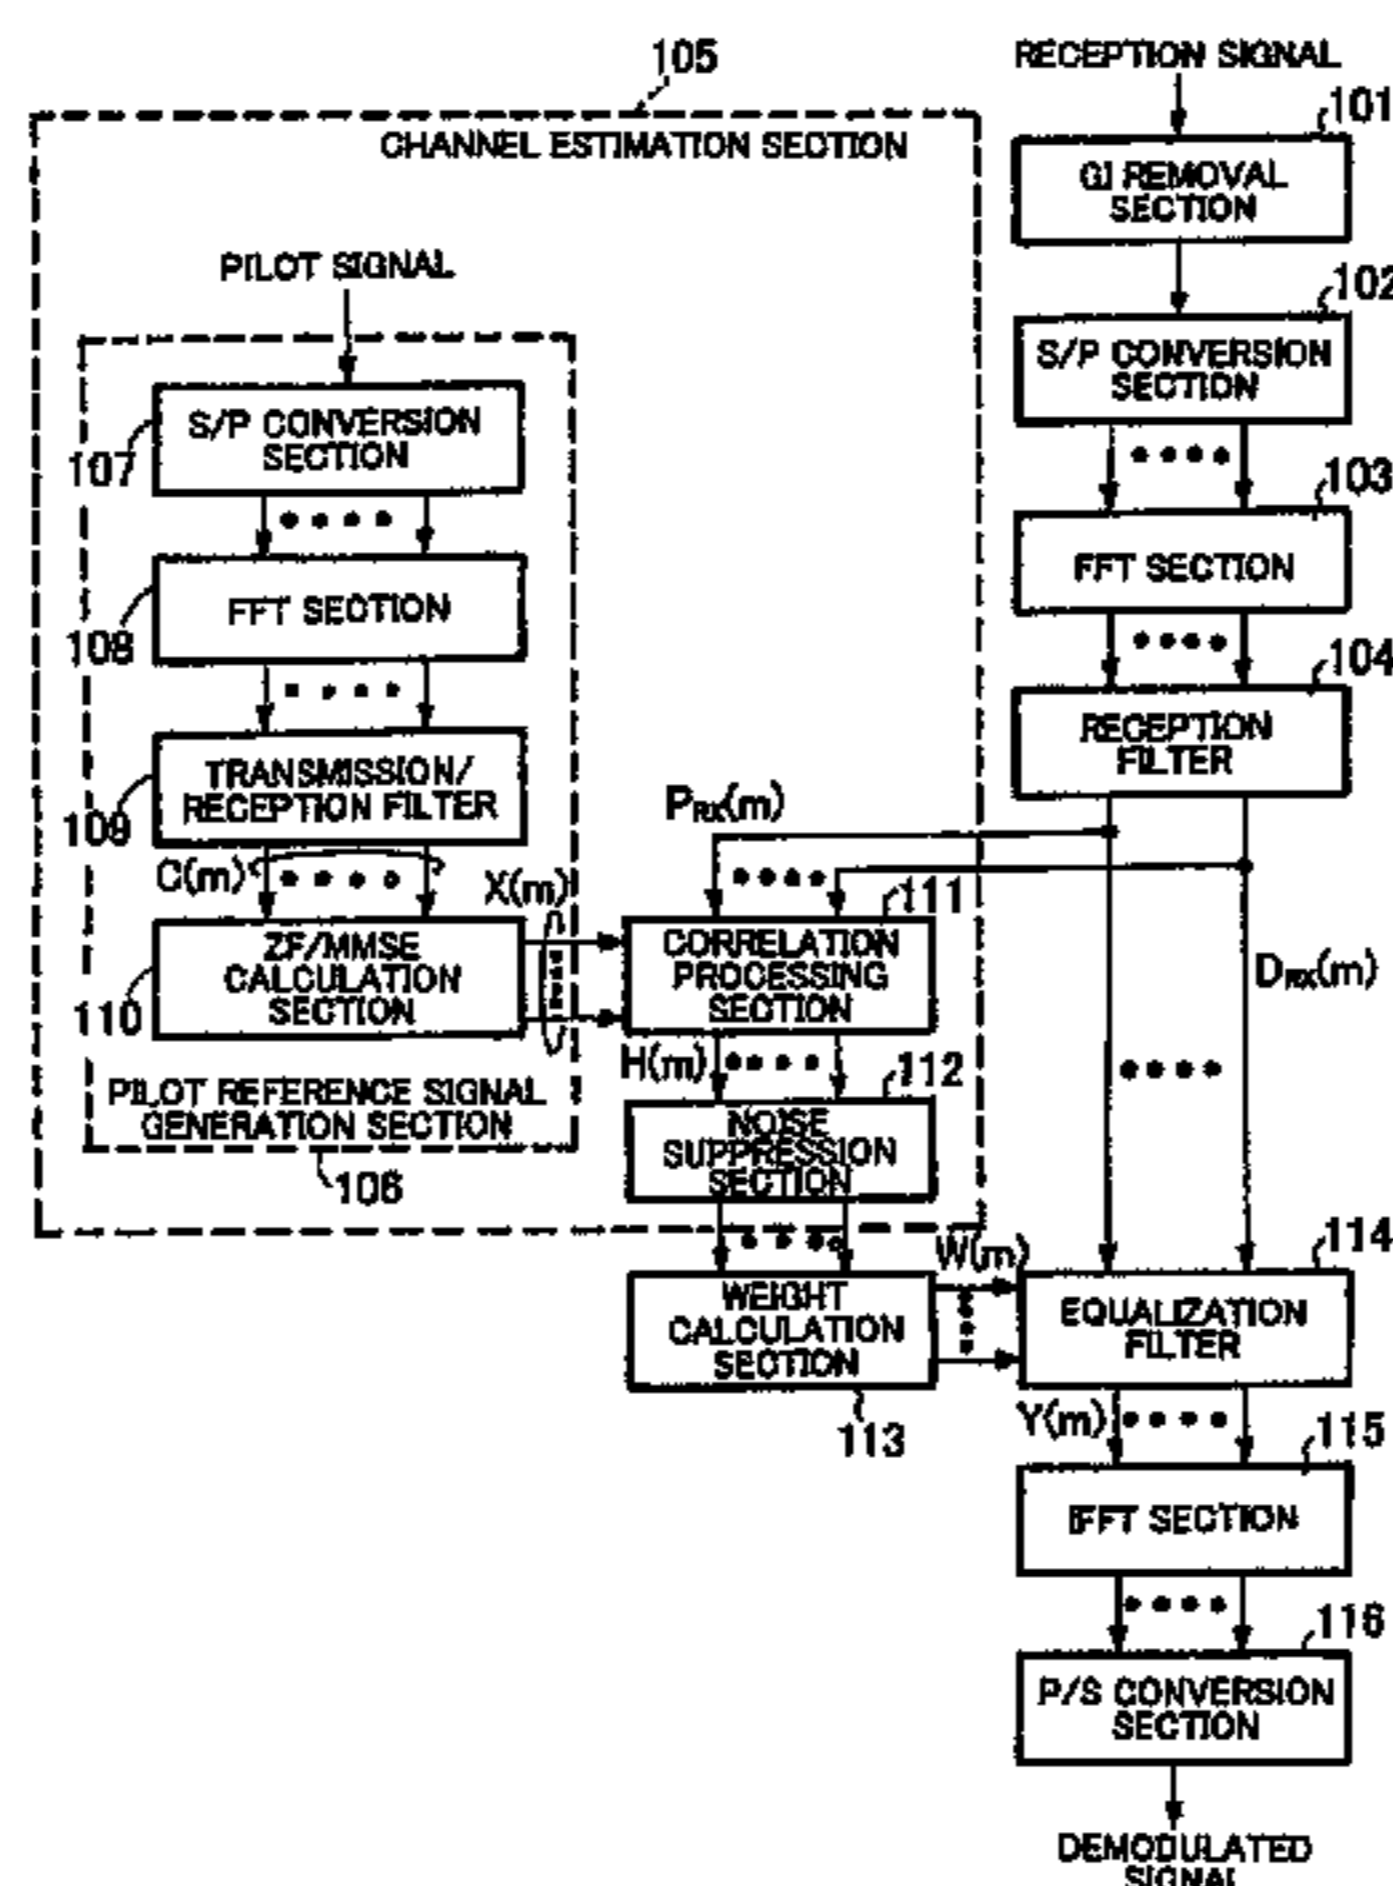 105
CHANNEL ESTIMATION SECTION
PILOT SIGNAL
S/P CONVERSION
SECTION
107
FFT SECTION
108
TRANSMISSION/
RECEPTION FILTER
109
C(m)
X(m)
ZF/MMSE
CALCULATION
SECTION
110
PILOT REFERENCE SIGNAL
GENERATION SECTION
106
PRX(m)
111
CORRELATION
PROCESSING
SECTION
H(m)
112
NOISE
SUPPRESSION
SECTION
WEIGHT
CALCULATION
SECTION
113
W(m)
RECEPTION SIGNAL
101
GI REMOVAL
SECTION
102
S/P CONVERSION
SECTION
103
FFT SECTION
104
RECEPTION
FILTER
DRX(m)
114
EQUALIZATION
FILTER
Y(m)
115
IFFT SECTION
116
P/S CONVERSION
SECTION
DEMODULATED
SIGNAL